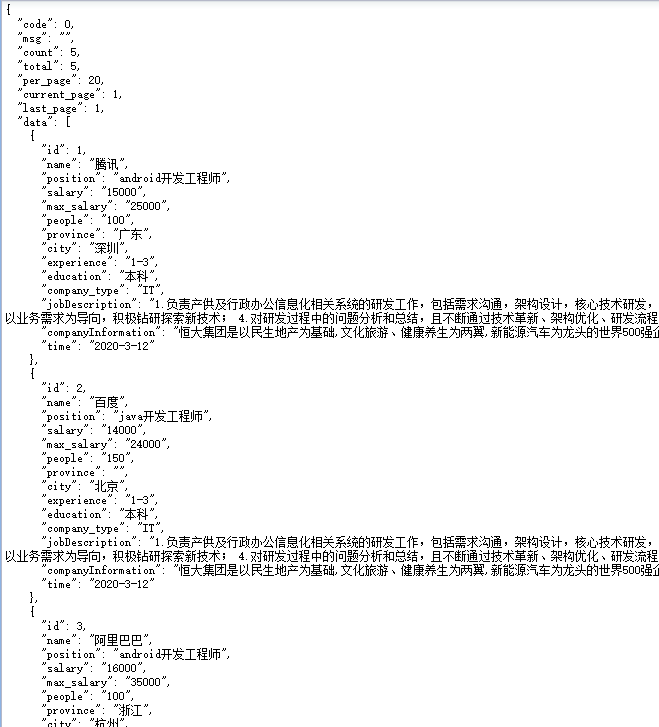 {
"code": 0,
"msg": "",
"count": 5,
"total": 5,
"per_page": 20,
"current_page": 1,
"last_page": 1,
"data": [
{
"id": 1,
"name": "腾讯",
"position": "android开发工程师",
"salary": "15000",
"max_salary": "25000",
"people": "100",
"province": "广东",
"city": "深圳",
"experience": "1-3",
"education": "本科",
"company_type": "IT",
"jobDescription": "1.负责产供及行政办公信息化相关系统的研发工作，包括需求沟通，架构设计，核心技术研发，
以业务需求为导向，积极钻研探索新技术； 4.对研发过程中的问题分析和总结，且不断通过技术革新、架构优化、研发流程
"companyInformation": "恒大集团是以民生地产为基础,文化旅游、健康养生为两翼,新能源汽车为龙头的世界500强企
"time": "2020-3-12"
},
{
"id": 2,
"name": "百度",
"position": "java开发工程师",
"salary": "14000",
"max_salary": "24000",
"people": "150",
"province": "",
"city": "北京",
"experience": "1-3",
"education": "本科",
"company_type": "IT",
"jobDescription": "1.负责产供及行政办公信息化相关系统的研发工作，包括需求沟通，架构设计，核心技术研发，
以业务需求为导向，积极钻研探索新技术； 4.对研发过程中的问题分析和总结，且不断通过技术革新、架构优化、研发流程
"companyInformation": "恒大集团是以民生地产为基础,文化旅游、健康养生为两翼,新能源汽车为龙头的世界500强企
"time": "2020-3-12"
},
{
"id": 3,
"name": "阿里巴巴",
"position": "android开发工程师",
"salary": "16000",
"max_salary": "35000",
"people": "100",
"province": "浙江",
"city": "杭州",